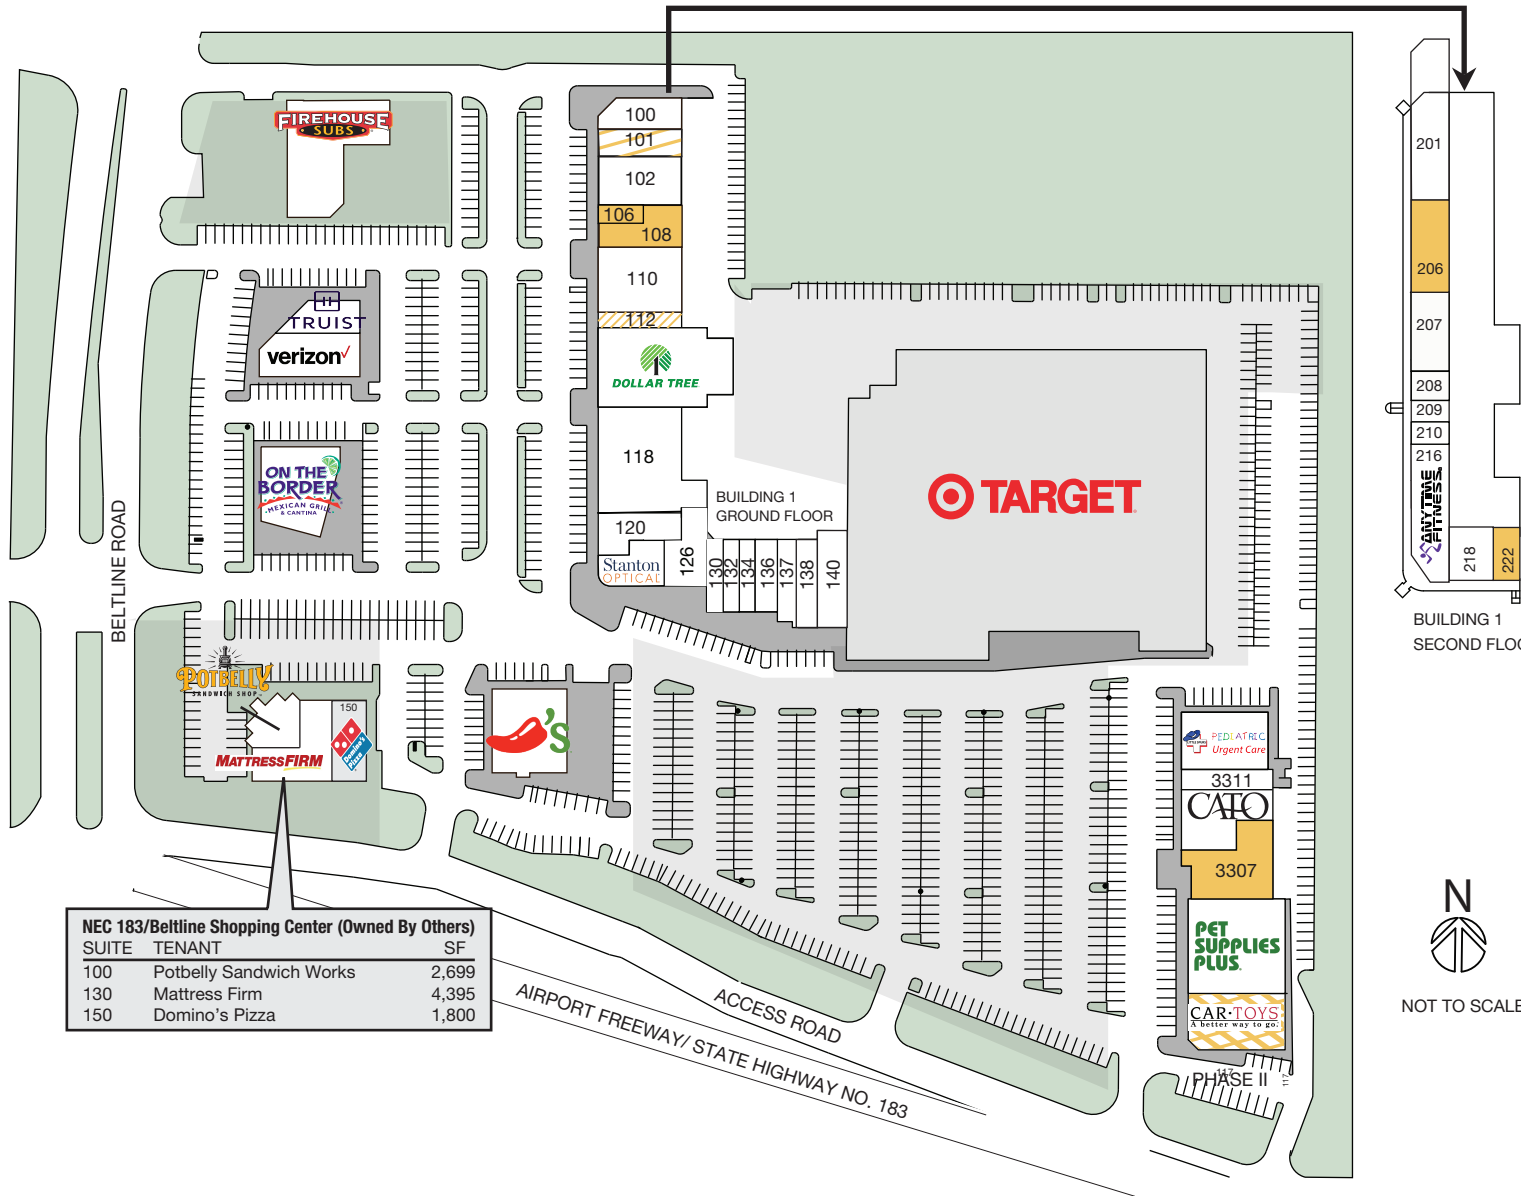 FIREHOUSE
SUBS
100
101
102
106
108
110
112
DOLLAR TREE
118
120
Stanton
OPTICAL
126
130
132
134
136
137
138
140
BUILDING 1
GROUND FLOOR
TARGET
TRUIST
verizon
ON THE
BORDER
MEXICAN GRILL
& CANTINA
BELTLINE ROAD
POTBELLY
SANDWICH SHOP
150
MATTRESSFIRM
Domino's
Pizza
'S
201
206
207
208
209
210
216
ANYTIME
FITNESS
218
222
BUILDING 1
SECOND FLOO
PEDIATRIC
Urgent Care
3311
CATO
3307
PET
SUPPLIES
PLUS
CAR·TOYS
A better way to go.
PHASE II
117
117
N
NOT TO SCALE
NEC 183/Beltline Shopping Center (Owned By Others)
SUITE TENANT SF
100 Potbelly Sandwich Works 2,699
130 Mattress Firm 4,395
150 Domino's Pizza 1,800
ACCESS ROAD
AIRPORT FREEWAY/ STATE HIGHWAY NO. 183